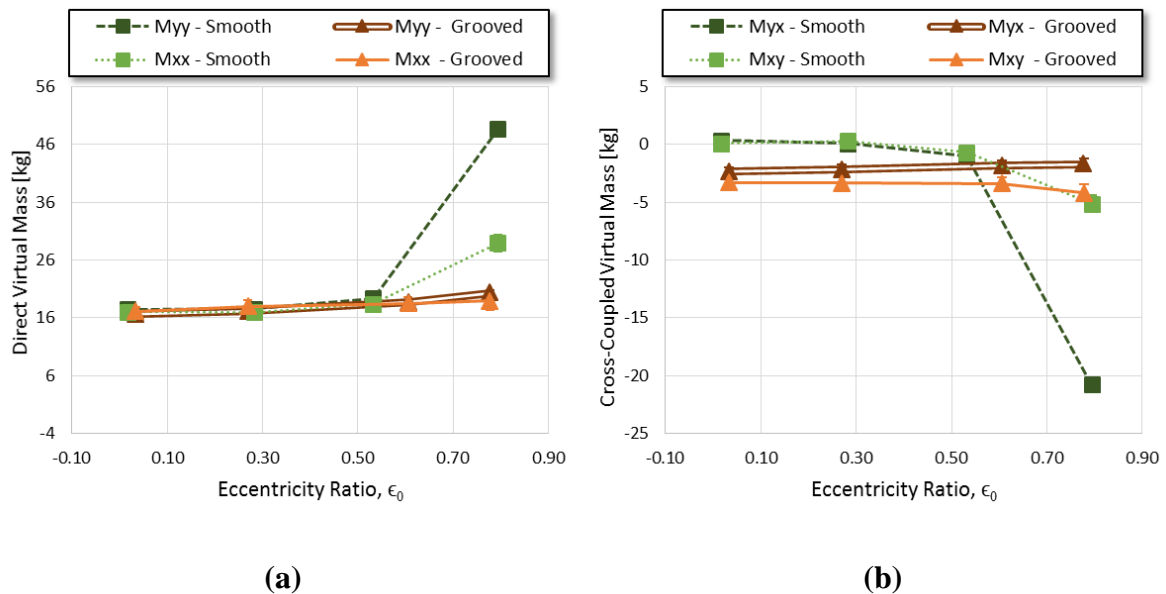 Myy - Smooth
Myy - Grooved
Mxx - Smooth
Mxx - Grooved
56
46
36
26
16
6
-4
Direct Virtual Mass [kg]
-0.10
0.10
0.30
0.50
0.70
0.90
Eccentricity Ratio, ϵ0
(a)
Myx - Smooth
Myx - Grooved
Mxy - Smooth
Mxy - Grooved
5
0
-5
-10
-15
-20
-25
Cross-Coupled Virtual Mass [kg]
-0.10
0.10
0.30
0.50
0.70
0.90
Eccentricity Ratio, ϵ0
(b)